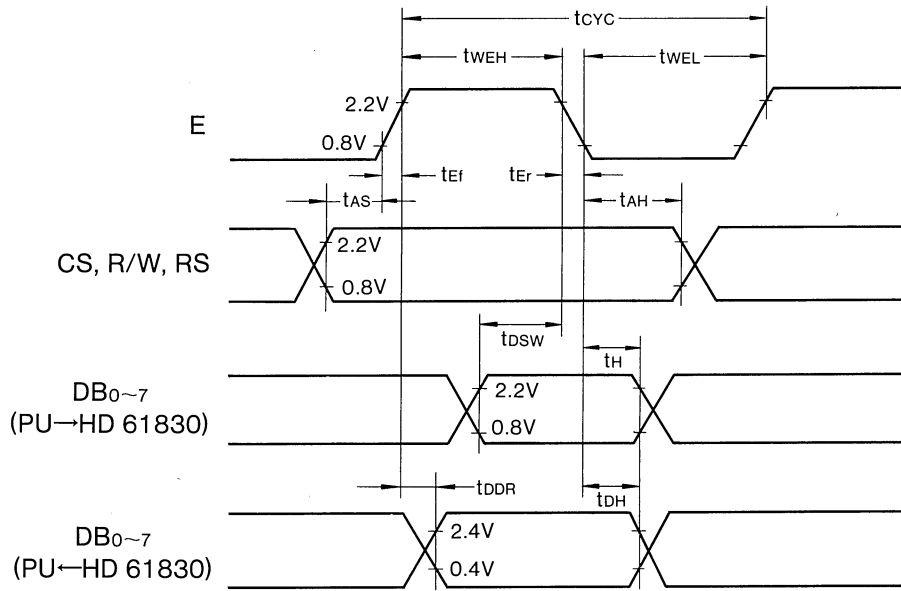 tCYC
tWEH
tWEL
2.2V
E
0.8V
tEf
tEr
tAS
tAH
2.2V
CS, R/W, RS
0.8V
tDSW
tH
DB0~7
2.2V
(PU→HD 61830)
0.8V
tDDR
tDH
DB0~7
2.4V
(PU←HD 61830)
0.4V